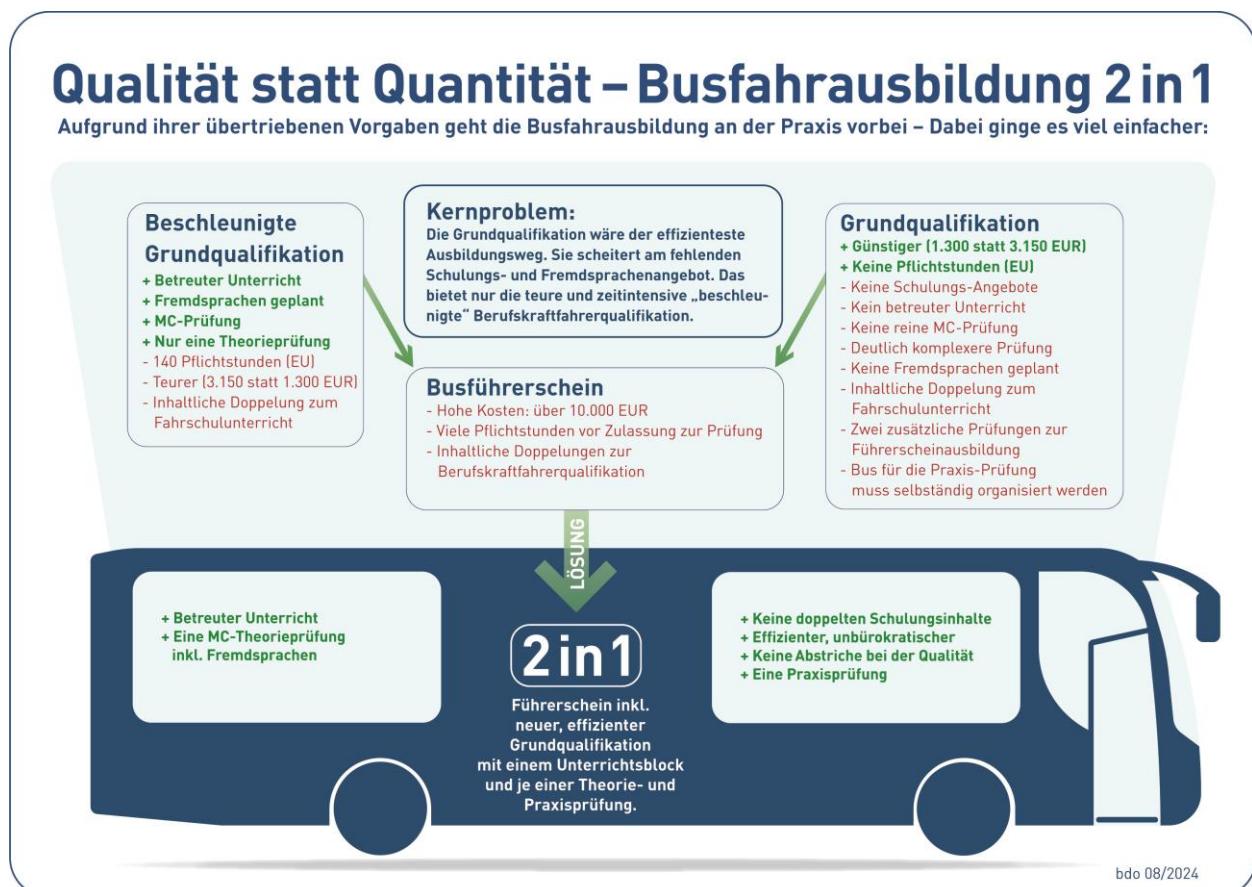 Qualität statt Quantität – Busfahrausbildung 2 in 1
Aufgrund ihrer übertriebenen Vorgaben geht die Busfahrausbildung an der Praxis vorbei – Dabei ginge es viel einfacher:
Beschleunigte
Grundqualifikation
+ Betreuter Unterricht
+ Fremdsprachen geplant
+ MC-Prüfung
+ Nur eine Theorieprüfung
- 140 Pflichtstunden (EU)
- Teurer (3.150 statt 1.300 EUR)
- Inhaltliche Doppelung zum
Fahrschulunterricht
Kernproblem:
Die Grundqualifikation wäre der effizienteste
Ausbildungsweg. Sie scheitert am fehlenden
Schulungs- und Fremdsprachenangebot. Das
bietet nur die teure und zeitintensive „beschleu-
nigte“ Berufskraftfahrerqualifikation.
Grundqualifikation
+ Günstiger (1.300 statt 3.150 EUR)
+ Keine Pflichtstunden (EU)
- Keine Schulungs-Angebote
- Kein betreuter Unterricht
- Keine reine MC-Prüfung
- Deutlich komplexere Prüfung
- Keine Fremdsprachen geplant
- Inhaltliche Doppelung zum
Fahrschulunterricht
- Zwei zusätzliche Prüfungen zur
Führerscheinausbildung
- Bus für die Praxis-Prüfung
muss selbständig organisiert werden
Busführerschein
- Hohe Kosten: über 10.000 EUR
- Viele Pflichtstunden vor Zulassung zur Prüfung
- Inhaltliche Doppelungen zur
Berufskraftfahrerqualifikation
LÖSUNG
+ Betreuter Unterricht
+ Eine MC-Theorieprüfung
inkl. Fremdsprachen
2 in 1
Führerschein inkl.
neuer, effizienter
Grundqualifikation
mit einem Unterrichtsblock
und je einer Theorie- und
Praxisprüfung.
+ Keine doppelten Schulungsinhalte
+ Effizienter, unbürokratischer
+ Keine Abstriche bei der Qualität
+ Eine Praxisprüfung
bdo 08/2024